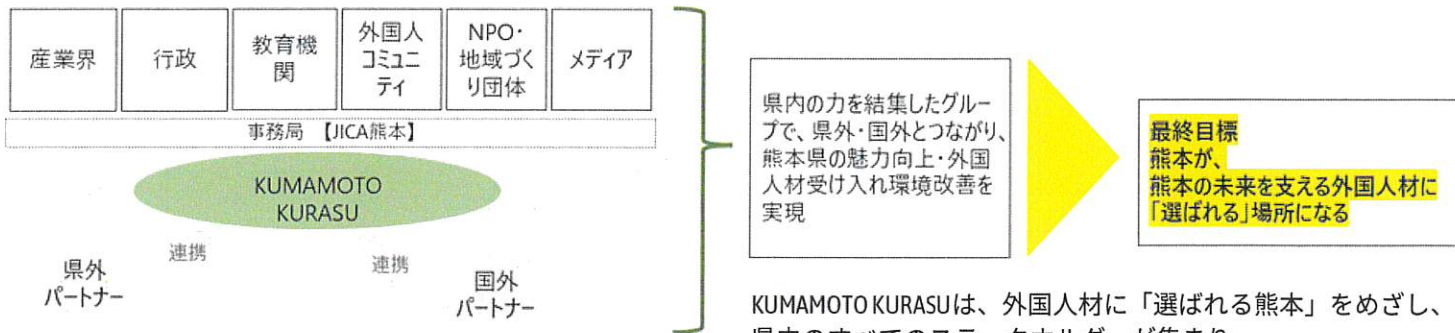 産業界
行政
教育機
関
外国人
コミュニ
ティ
NPO・
地域づく
り団体
メディア
事務局 【JICA熊本】
KUMAMOTO
KURASU
連携
連携
県外
パートナー
国外
パートナー
県内の力を結集したグルー
プで、県外・国外とつながり、
熊本県の魅力向上・外国
人材受け入れ環境改善を
実現
最終目標
熊本が、
熊本の未来を支える外国人材に
「選ばれる」場所になる
KUMAMOTO KURASUは、外国人材に「選ばれる熊本」をめざし、